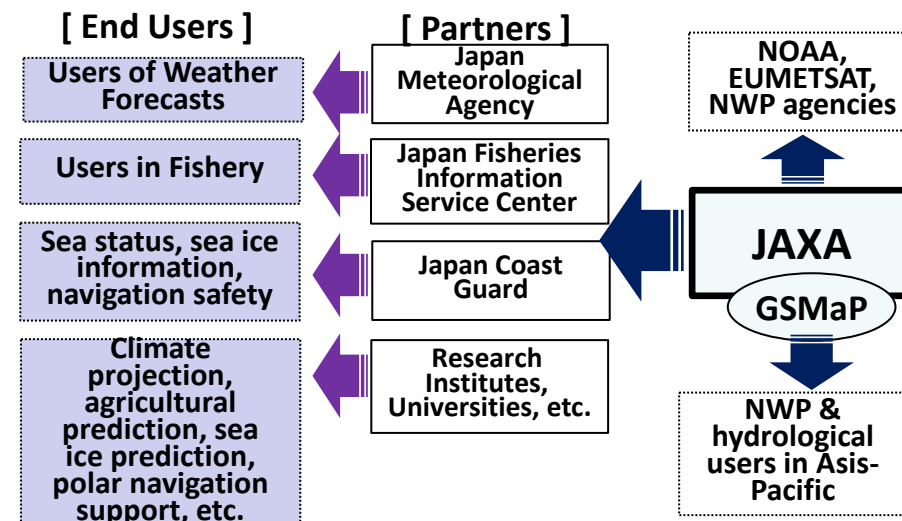 [ End Users ]
Users of Weather
Forecasts
Users in Fishery
Sea status, sea ice
information,
navigation safety
Climate
projection,
agricultural
prediction, sea
ice prediction,
polar navigation
support, etc.
[ Partners ]
Japan
Meteorological
Agency
Japan Fisheries
Information
Service Center
Japan Coast
Guard
Research
Institutes,
Universities, etc.
NOAA,
EUMETSAT,
NWP agencies
JAXA
GSMaP
NWP &
hydrological
users in Asis-
Pacific